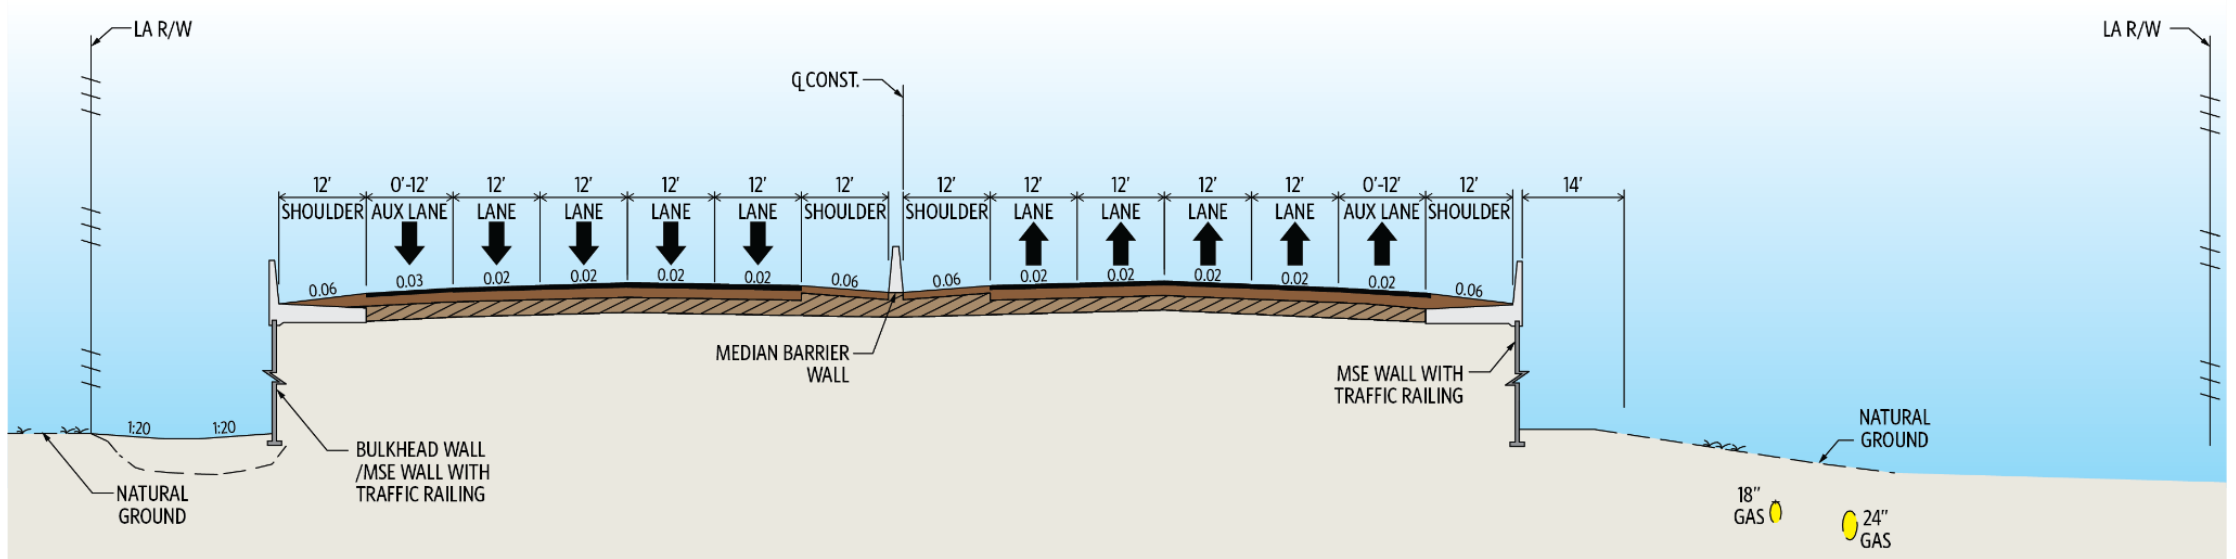 LA R/W
LA R/W
℄ CONST.
12' 0'-12' 12' 12' 12' 12' 12' 12' 12' 12' 12' 12' 0'-12' 12' 14'
SHOULDER AUX LANE LANE LANE LANE LANE SHOULDER SHOULDER LANE LANE LANE LANE AUX LANE SHOULDER
0.06 0.03 0.02 0.02 0.02 0.02 0.06 0.06 0.02 0.02 0.02 0.02 0.02 0.06
MEDIAN BARRIER
WALL
MSE WALL WITH
TRAFFIC RAILING
1:20 1:20
NATURAL
GROUND
BULKHEAD WALL
/MSE WALL WITH
TRAFFIC RAILING
NATURAL
GROUND
18"
GAS
24"
GAS